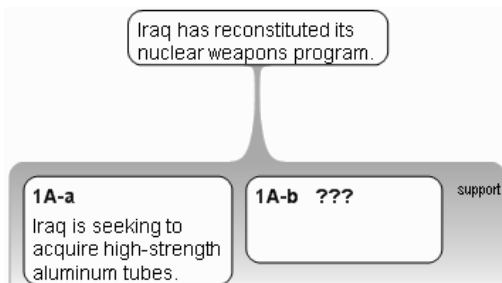 Iraq has reconstituted its
nuclear weapons program.
1A-a
Iraq is seeking to
acquire high-strength
aluminum tubes.
1A-b ???
support